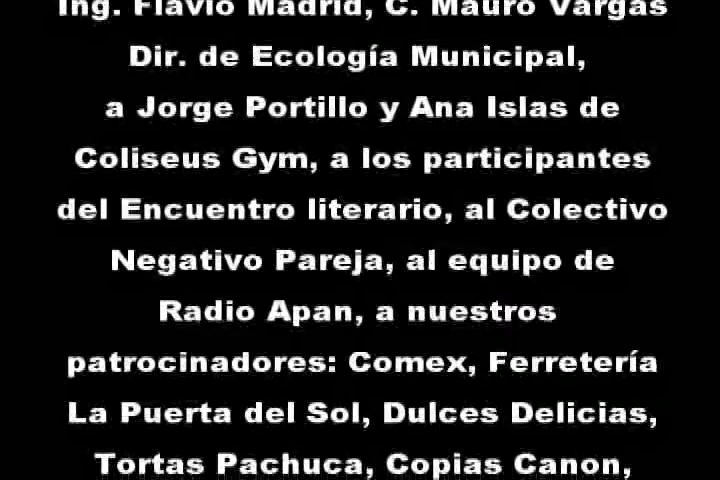 Ing. Flavio Madrid, C. Mauro Vargas
Dir. de Ecología Municipal,
a Jorge Portillo y Ana Islas de
Coliseus Gym, a los participantes
del Encuentro literario, al Colectivo
Negativo Pareja, al equipo de
Radio Apan, a nuestros
patrocinadores: Comex, Ferretería
La Puerta del Sol, Dulces Delicias,
Tortas Pachuca, Copias Canon,